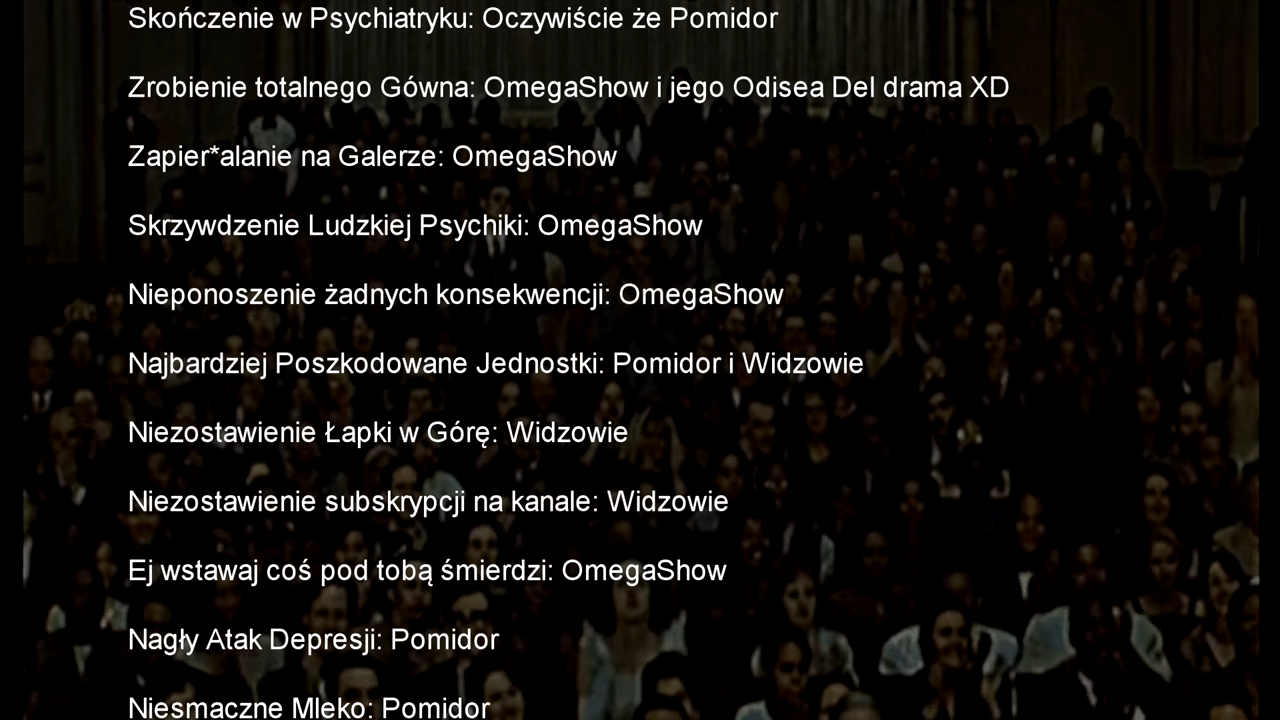 Skończenie w Psychiatryku: Oczywiście że Pomidor
Zrobienie totalnego Gówna: OmegaShow i jego Odisea Del drama XD
Zapier*alanie na Galerze: OmegaShow
Skrzywdzenie Ludzkiej Psychiki: OmegaShow
Nieponoszenie żadnych konsekwencji: OmegaShow
Najbardziej Poszkodowane Jednostki: Pomidor i Widzowie
Niezostawienie Łapki w Górę: Widzowie
Niezostawienie subskrypcji na kanale: Widzowie
Ej wstawaj coś pod tobą śmierdzi: OmegaShow
Nagły Atak Depresji: Pomidor
Niesmaczne Mleko: Pomidor